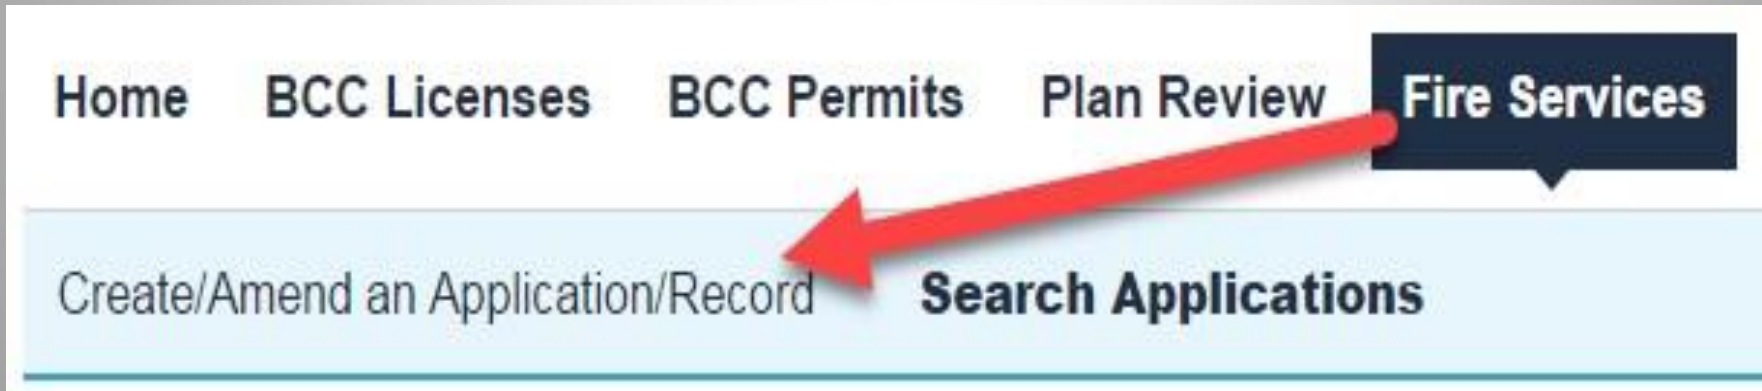 Home BCC Licenses BCC Permits Plan Review Fire Services
Create/Amend an Application/Record Search Applications